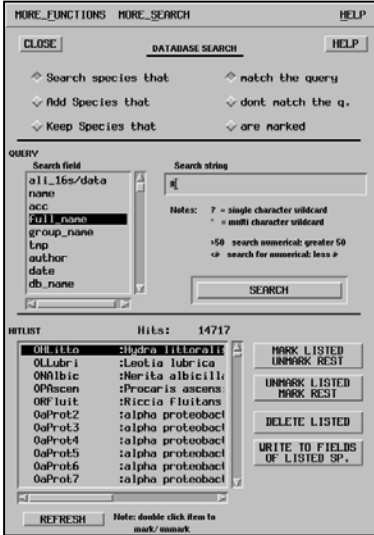 MORE_FUNCTIONS MORE_SEARCH HELP
CLOSE DATABASE SEARCH HELP
Search species that match the query
Add Species that dont match the q.
Keep Species that are marked
QUERY
Search field Search string
ali_16s/data
name
acc
full_name
group_name
tmp
author
date
db_name
Notes: ? = single character wildcard
* = multi character wildcard
>50 search numerical: greater 50
search for numerical: less
SEARCH
HITLIST Hits: 14717
OHLitto :Hydra littoralis
OLLubri :Leotia lubrica
ONAlbic :Nerita albicilla
OPAscen :Procaris ascens
ORFluit :Riccia fluitans
OaProt2 :alpha proteobact
OaProt3 :alpha proteobact
OaProt4 :alpha proteobact
OaProt5 :alpha proteobact
OaProt6 :alpha proteobact
OaProt7 :alpha proteobact
MARK LISTED
UNMARK REST
UNMARK LISTED
MARK REST
DELETE LISTED
WRITE TO FIELDS
OF LISTED SP.
REFRESH Note: double click item to
mark/unmark